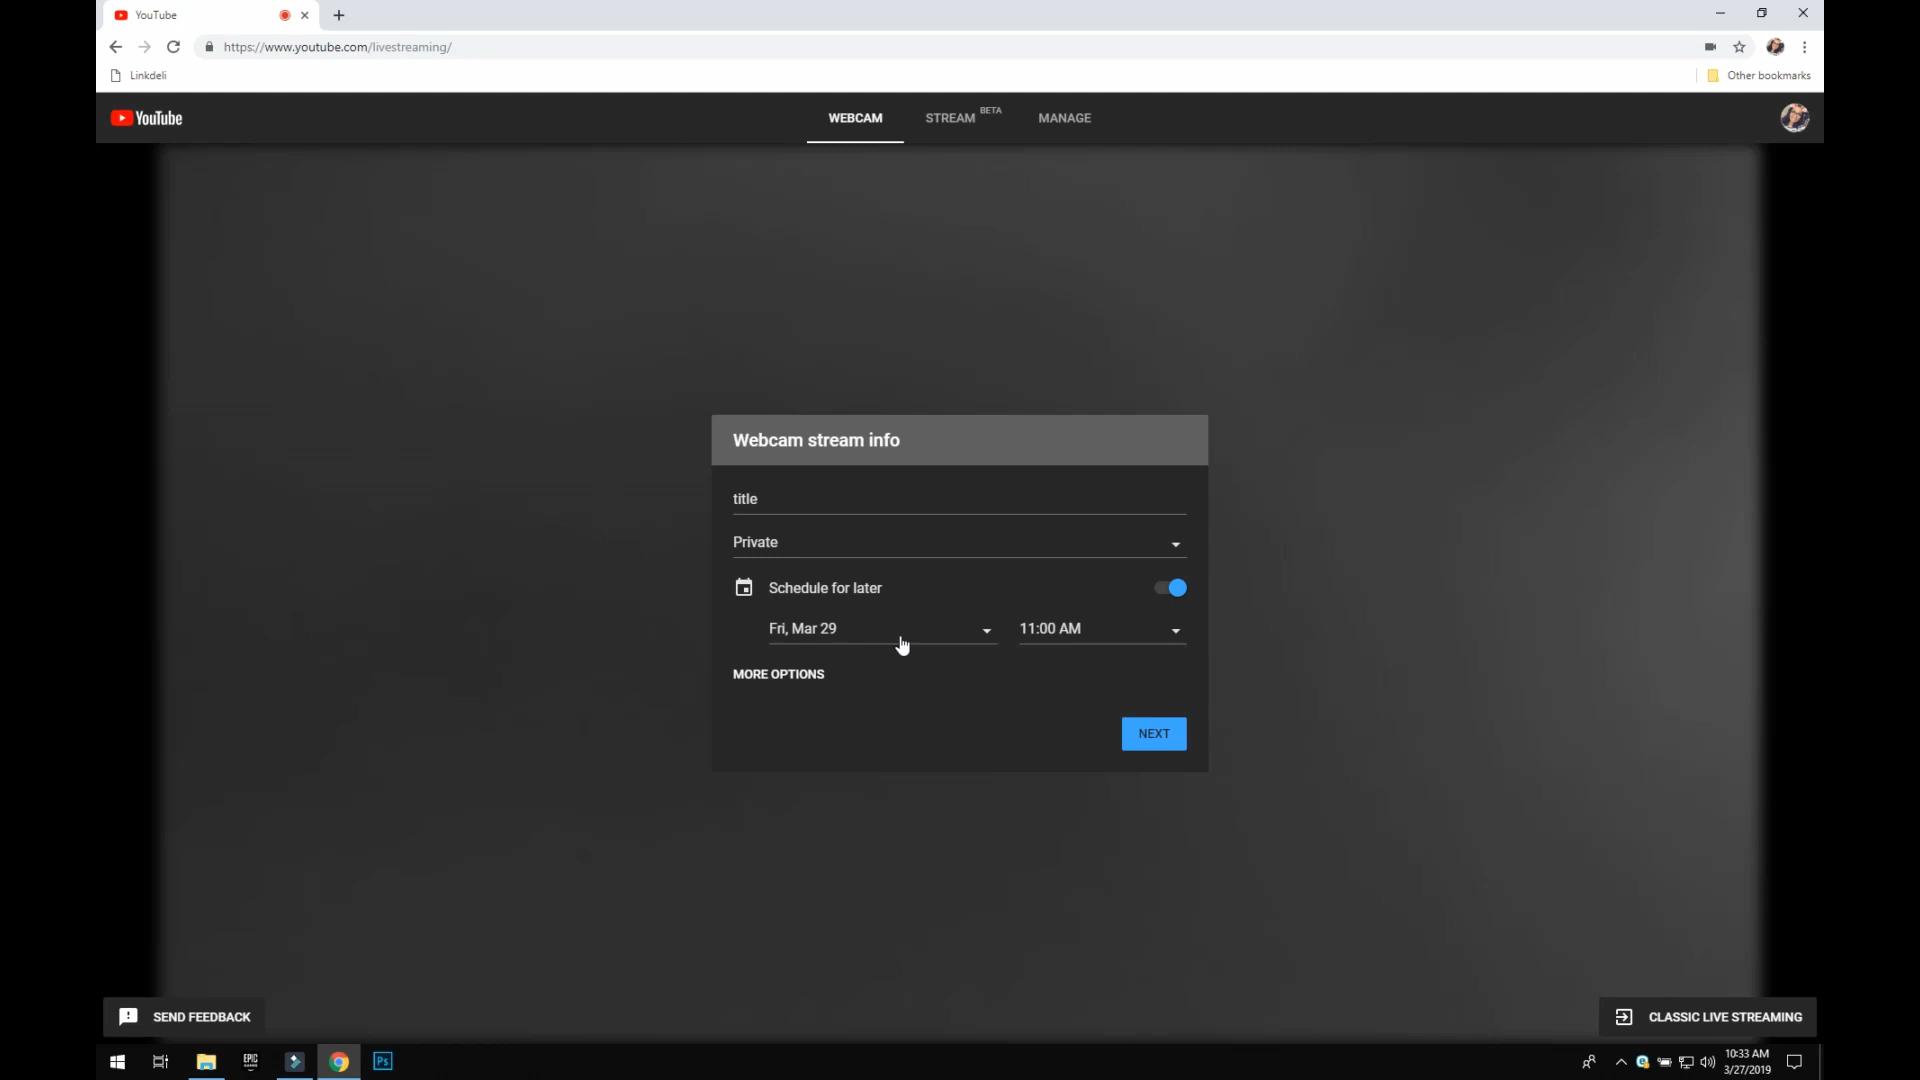 YouTube
https://www.youtube.com/livestreaming/
Linkdeli
Other bookmarks
YouTube
WEBCAM
STREAM BETA
MANAGE
Webcam stream info
title
Private
Schedule for later
Fri, Mar 29
11:00 AM
MORE OPTIONS
NEXT
SEND FEEDBACK
CLASSIC LIVE STREAMING
EPIC
Ps
10:33 AM
3/27/2019